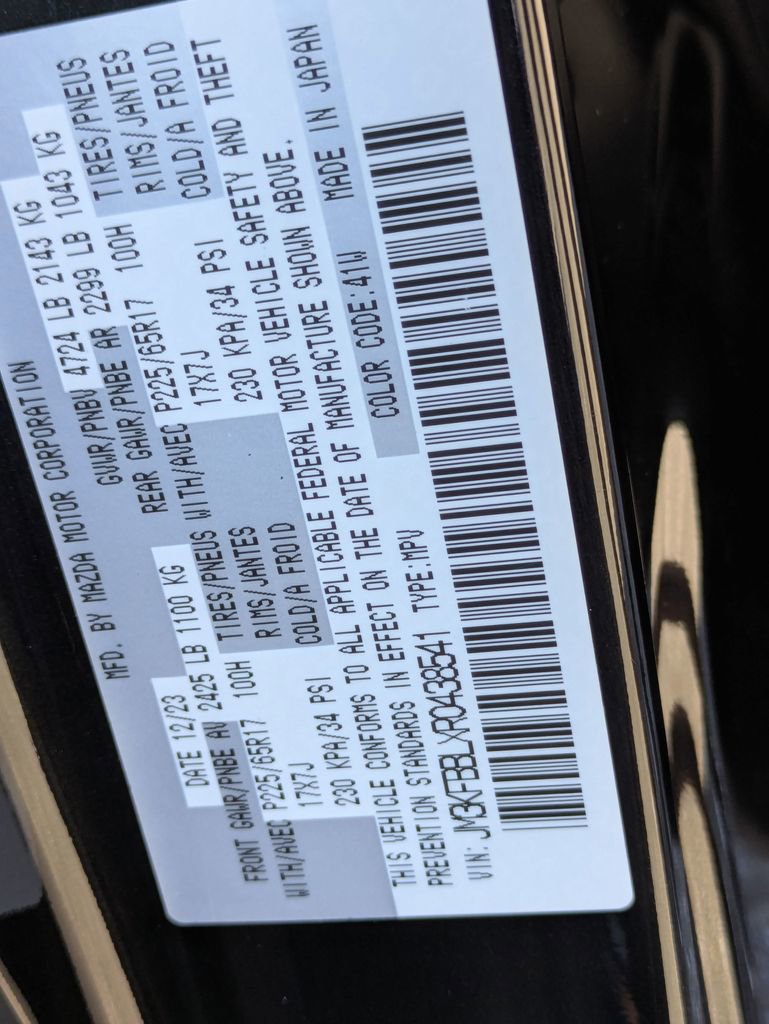 MFD. BY MAZDA MOTOR CORPORATION
DATE 12/23 GVWR/PNBV 4724 LB 2143 KG
FRONT GAWR/PNBE AV 2425 LB 1100 KG REAR GAWR/PNBE AR 2299 LB 1043 KG
WITH/AVEC P225/65R17 100H TIRES/PNEUS WITH/AVEC P225/65R17 100H TIRES/PNEUS
17X7J RIMS/JANTES 17X7J RIMS/JANTES
230 KPA/34 PSI COLD/A FROID 230 KPA/34 PSI COLD/A FROID
THIS VEHICLE CONFORMS TO ALL APPLICABLE FEDERAL MOTOR VEHICLE SAFETY AND THEFT
PREVENTION STANDARDS IN EFFECT ON THE DATE OF MANUFACTURE SHOWN ABOVE.
VIN: JM3KFBBLXR0438541 TYPE:MPV COLOR CODE:41W MADE IN JAPAN